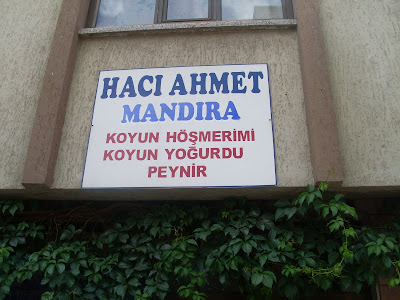 HACI AHMET
MANDIRA
KOYUN HÖŞMERİMİ
KOYUN YOĞURDU
PEYNİR